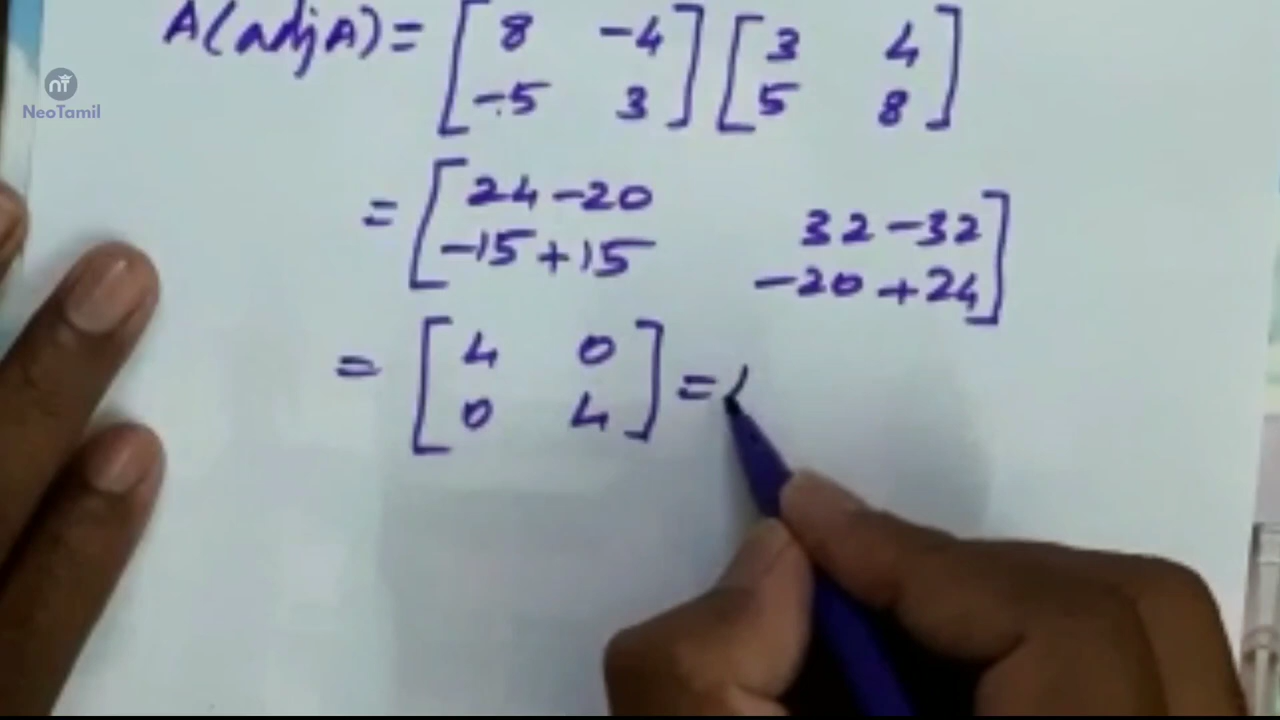 A(adjA) = [8 -4 -5 3] [3 4 5 8]
NeoTamil
= [24-20 32-32
-15+15 -20+24]
= [4 0
0 4] =